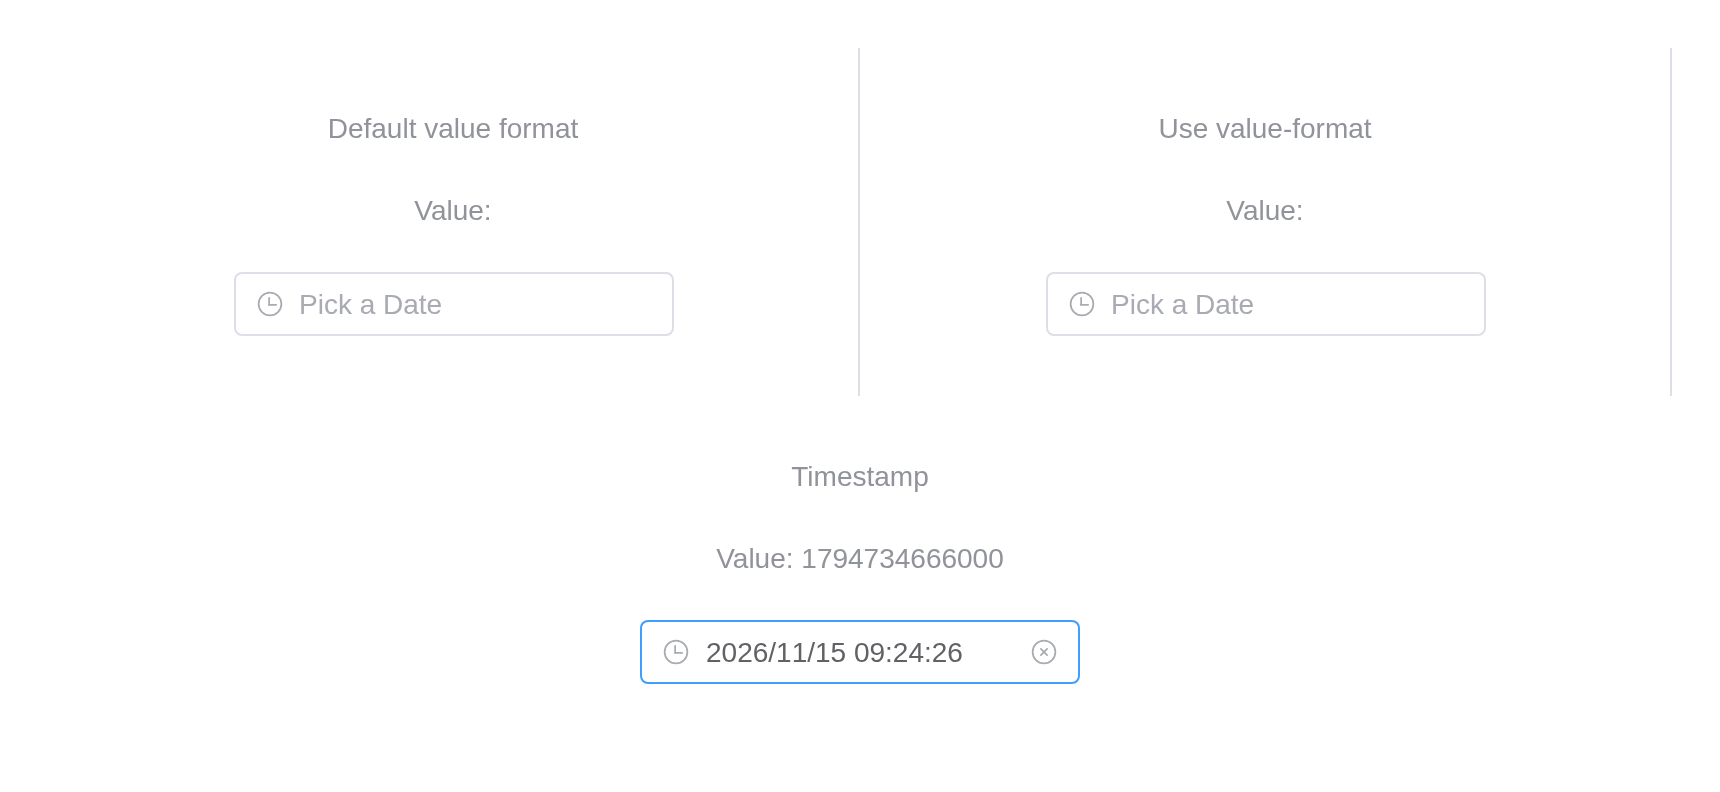 Default value format
Value:
Pick a Date
Use value-format
Value:
Pick a Date
Timestamp
Value: 1794734666000
2026/11/15 09:24:26